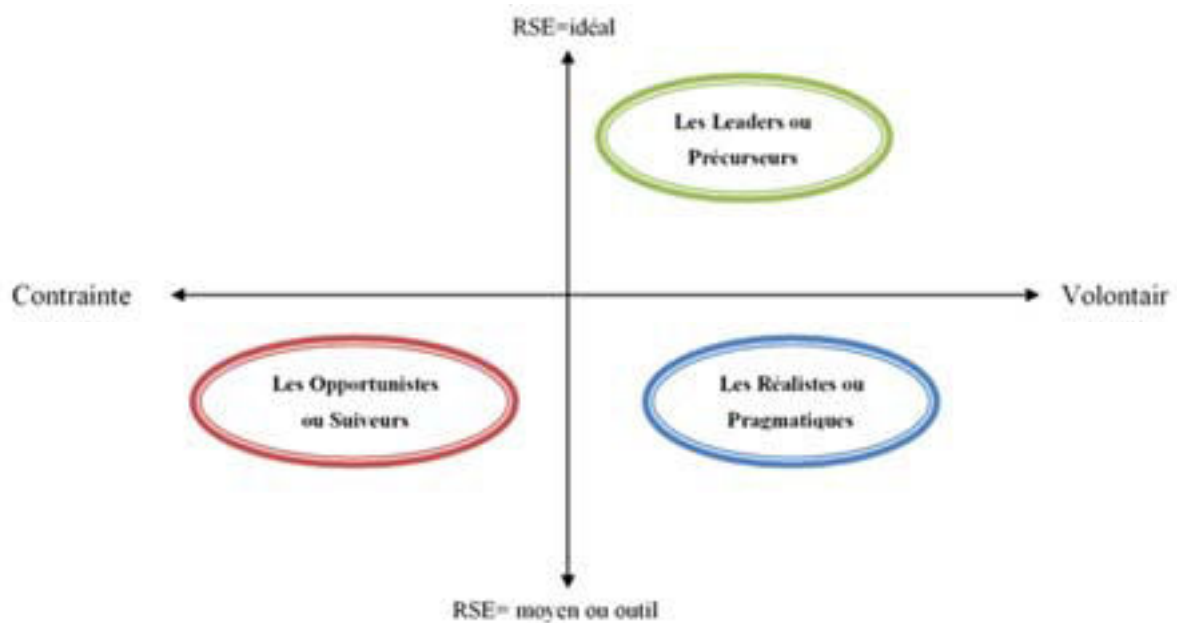 RSE=idéal
Les Leaders ou
Précurseurs
Contrainte
Volontair
Les Opportunistes
ou Suiveurs
Les Réalistes ou
Pragmatiques
RSE= moyen ou outil